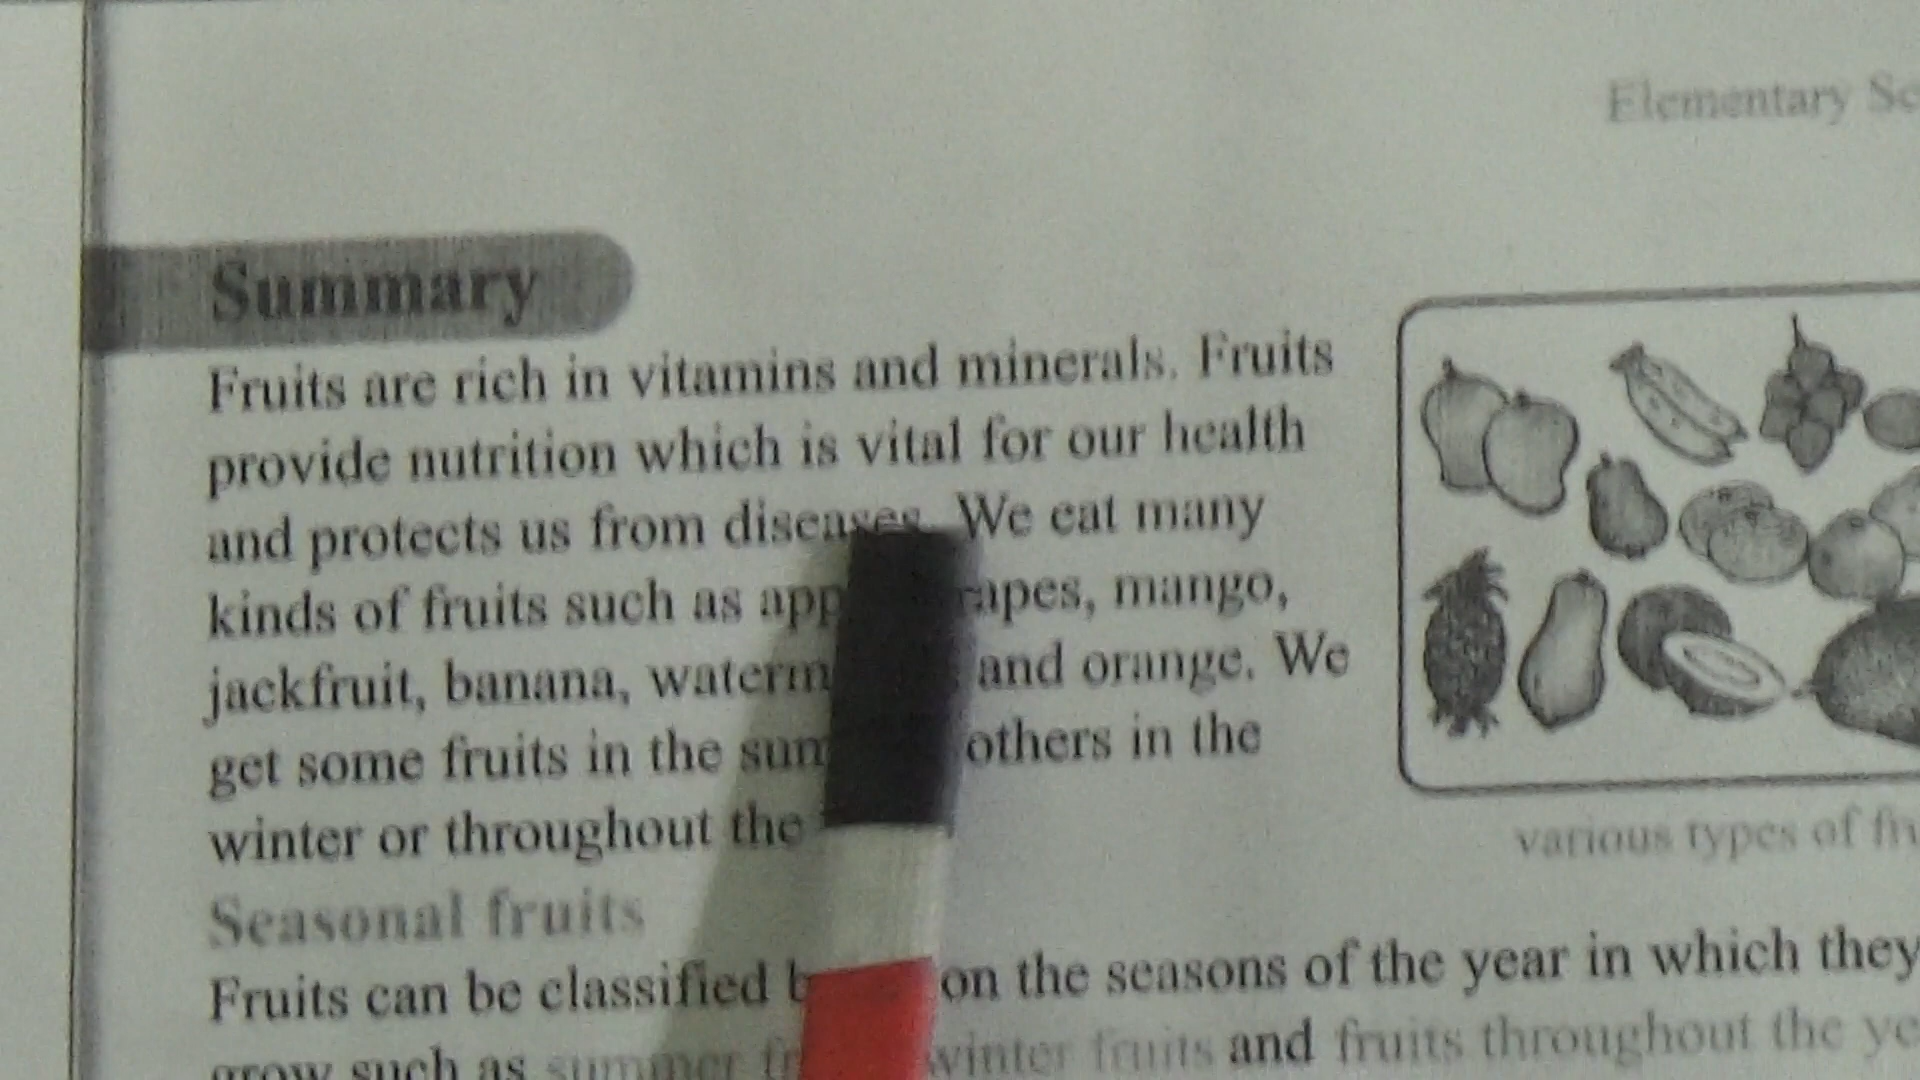 Elementary Sc
Summary
Fruits are rich in vitamins and minerals. Fruits
provide nutrition which is vital for our health
and protects us from diseases. We eat many
kinds of fruits such as app apes, mango,
jackfruit, banana, waterm and orange. We
get some fruits in the sum others in the
winter or throughout the
Seasonal fruits
Fruits can be classified b on the seasons of the year in which they
grow such as summer fr winter fruits and fruits throughout the ye
various types of